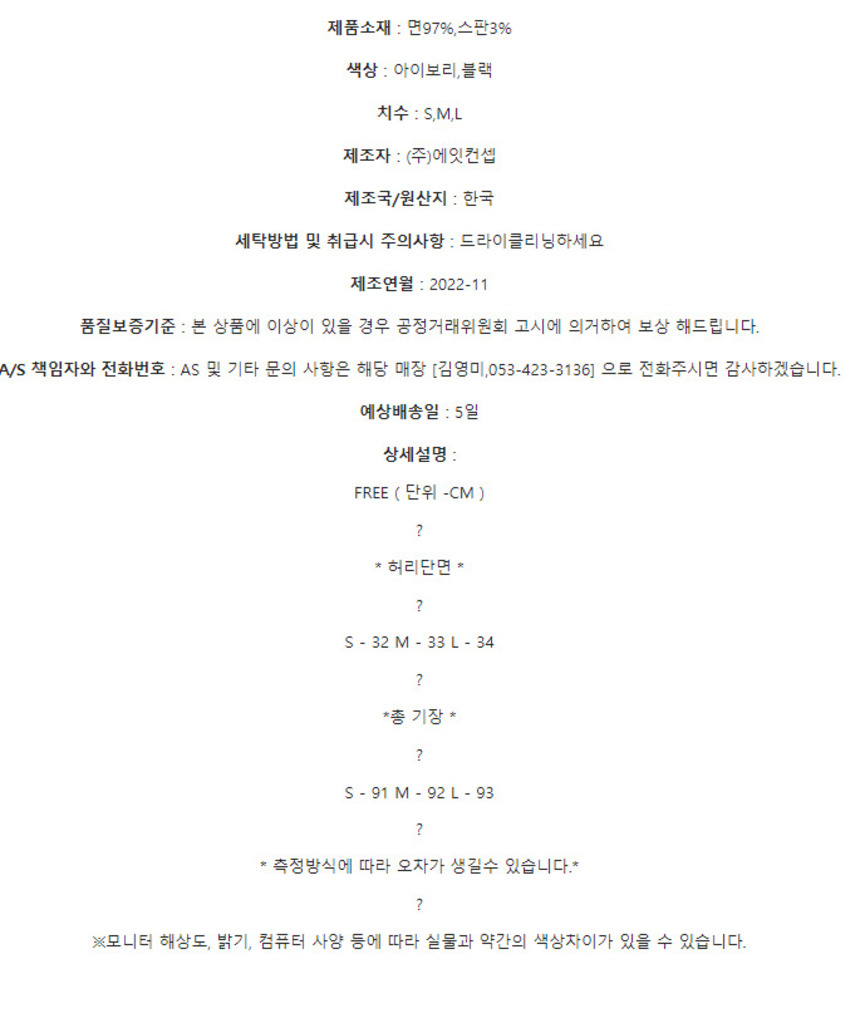 제품소재 : 면97%,스판3%
색상 : 아이보리,블랙
치수 : S,M,L
제조자 : (주)에잇컨셉
제조국/원산지 : 한국
세탁방법 및 취급시 주의사항 : 드라이클리닝하세요
제조연월 : 2022-11
품질보증기준 : 본 상품에 이상이 있을 경우 공정거래위원회 고시에 의거하여 보상 해드립니다.
A/S 책임자와 전화번호 : AS 및 기타 문의 사항은 해당 매장 [김영미,053-423-3136] 으로 전화주시면 감사하겠습니다.
예상배송일 : 5일
상세설명 :
FREE ( 단위 -CM )
?
* 허리단면 *
?
S - 32 M - 33 L - 34
?
*총 기장 *
?
S - 91 M - 92 L - 93
?
* 측정방식에 따라 오차가 생길수 있습니다.*
?
※모니터 해상도, 밝기, 컴퓨터 사양 등에 따라 실물과 약간의 색상차이가 있을 수 있습니다.